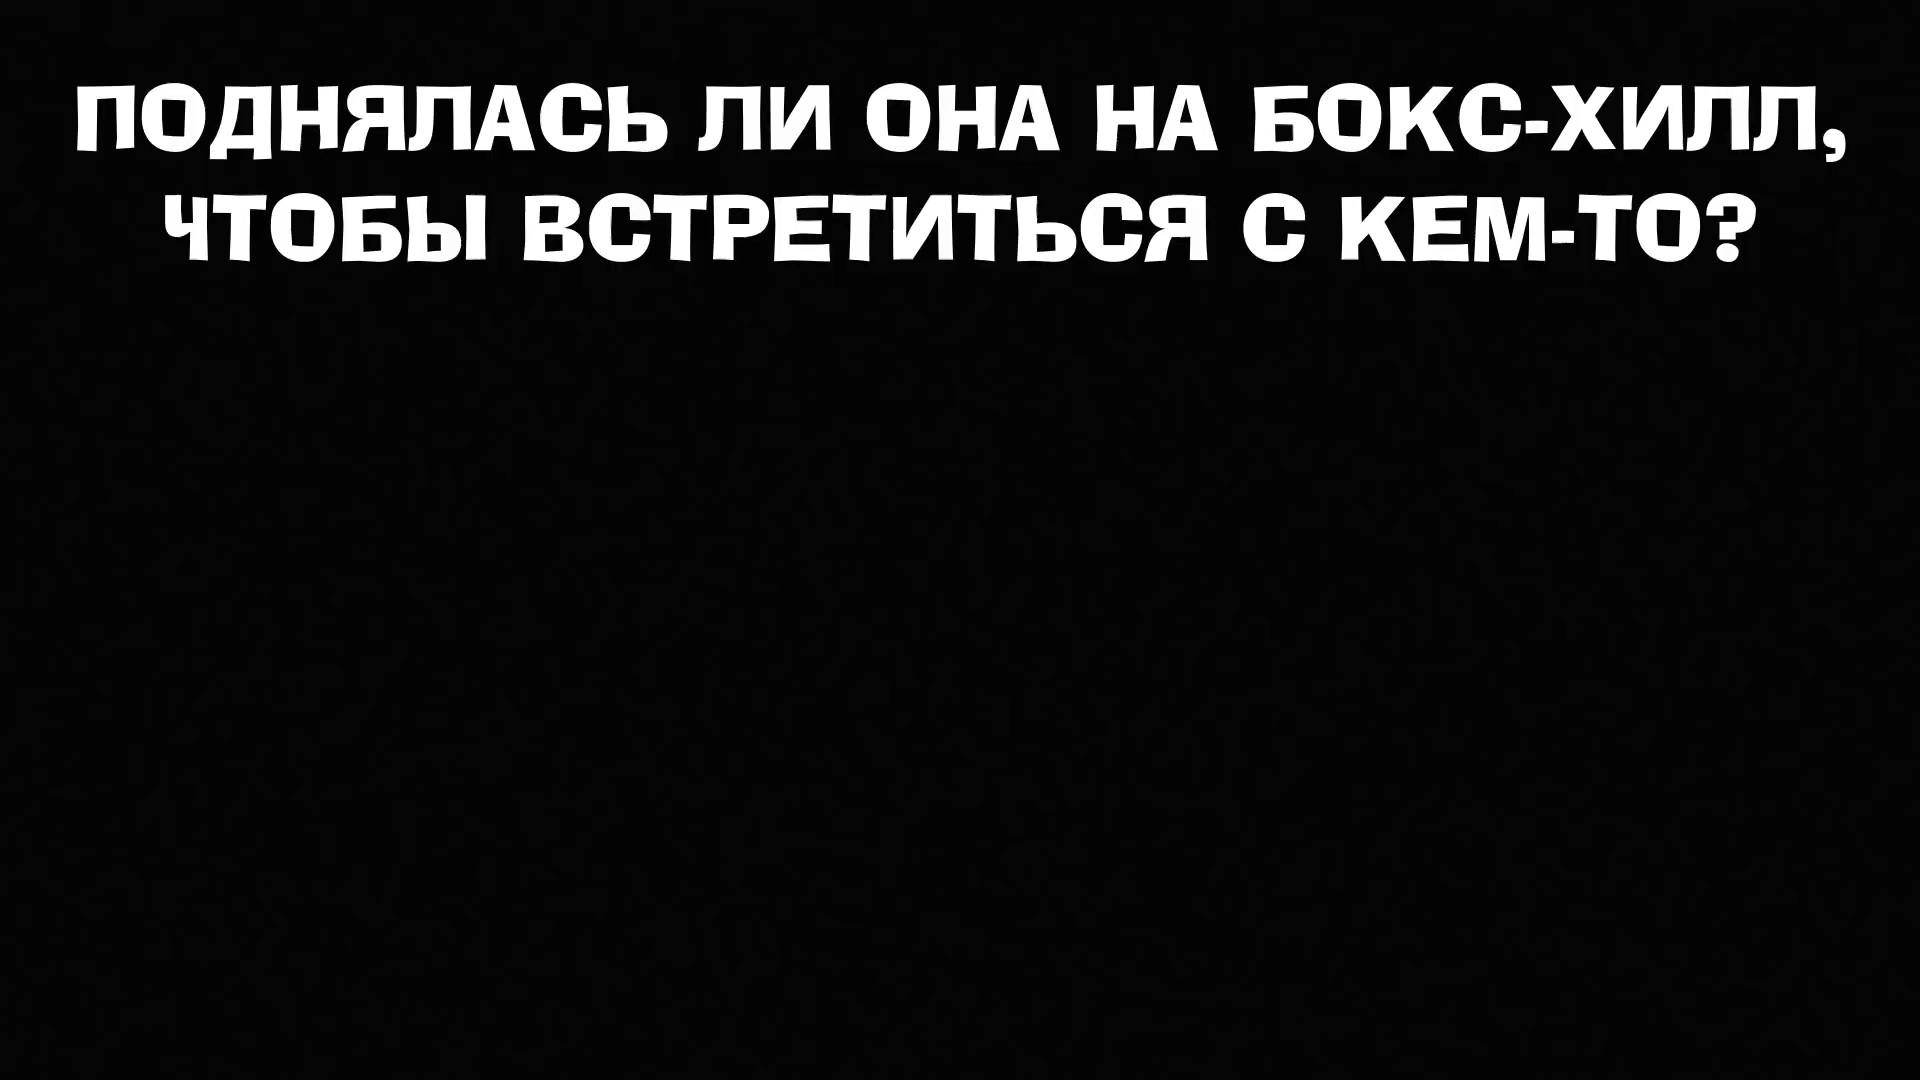 ПОДНЯЛАСЬ ЛИ ОНА НА БОКС-ХИЛЛ,
ЧТОБЫ ВСТРЕТИТЬСЯ С КЕМ-ТО?